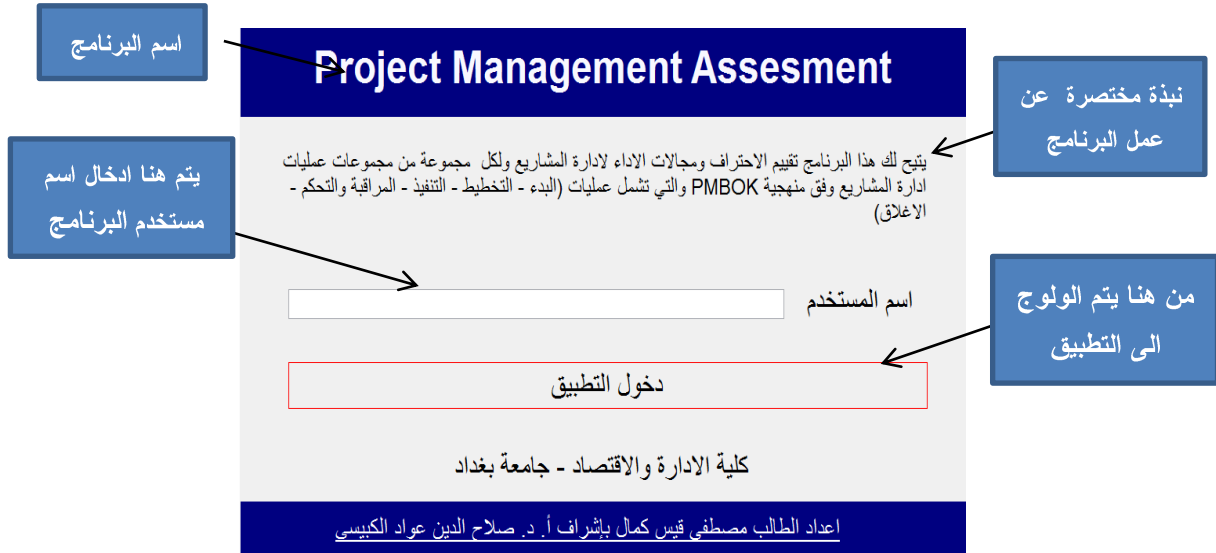 اسم البرنامج
Project Management Assesment
نبذة مختصرة عن
عمل البرنامج
يتيح لك هذا البرنامج تقييم الاحتراف ومجالات الاداء لادارة المشاريع ولكل مجموعة من مجموعات عمليات
ادارة المشاريع وفق منهجية PMBOK والتي تشمل عمليات (البدء - التخطيط - التنفيذ - المراقبة والتحكم -
الاغلاق)
يتم هنا ادخال اسم
مستخدم البرنامج
اسم المستخدم
من هنا يتم الولوج
الى التطبيق
دخول التطبيق
كلية الادارة والاقتصاد - جامعة بغداد
اعداد الطالب مصطفى قيس كمال بإشراف أ. د. صلاح الدين عواد الكبيسي